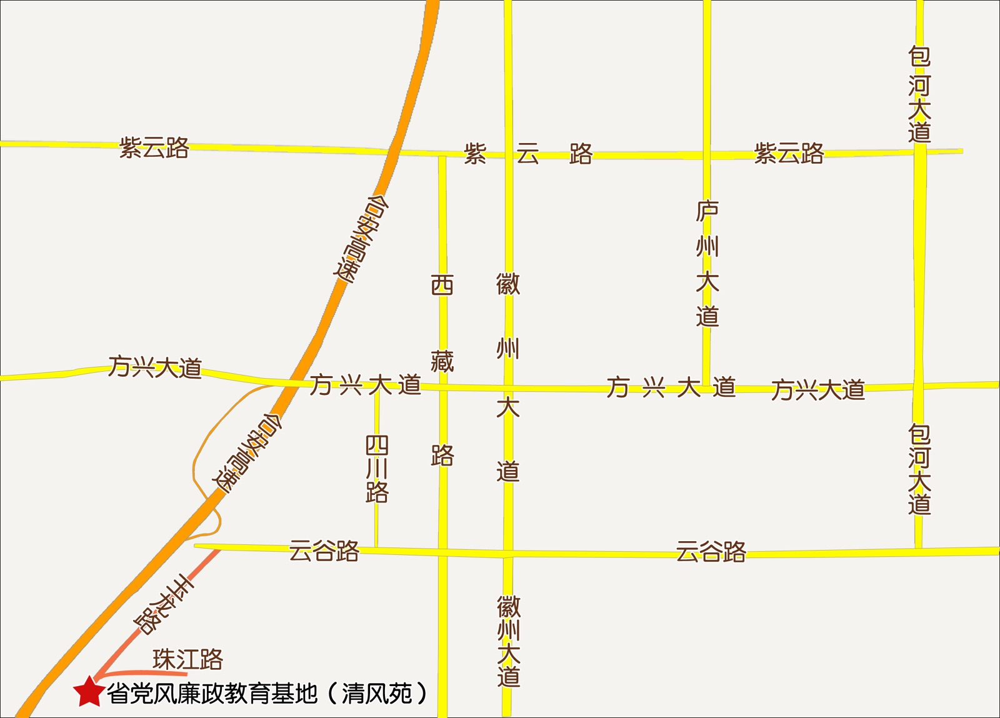 包河大道
紫云路
紫云路
紫云路
合安高速
庐州大道
西藏路
徽州大道
方兴大道
方兴大道
方兴大道
方兴大道
合安高速
四川路
包河大道
云谷路
云谷路
玉龙路
徽州大道
珠江路
省党风廉政教育基地（清风苑）